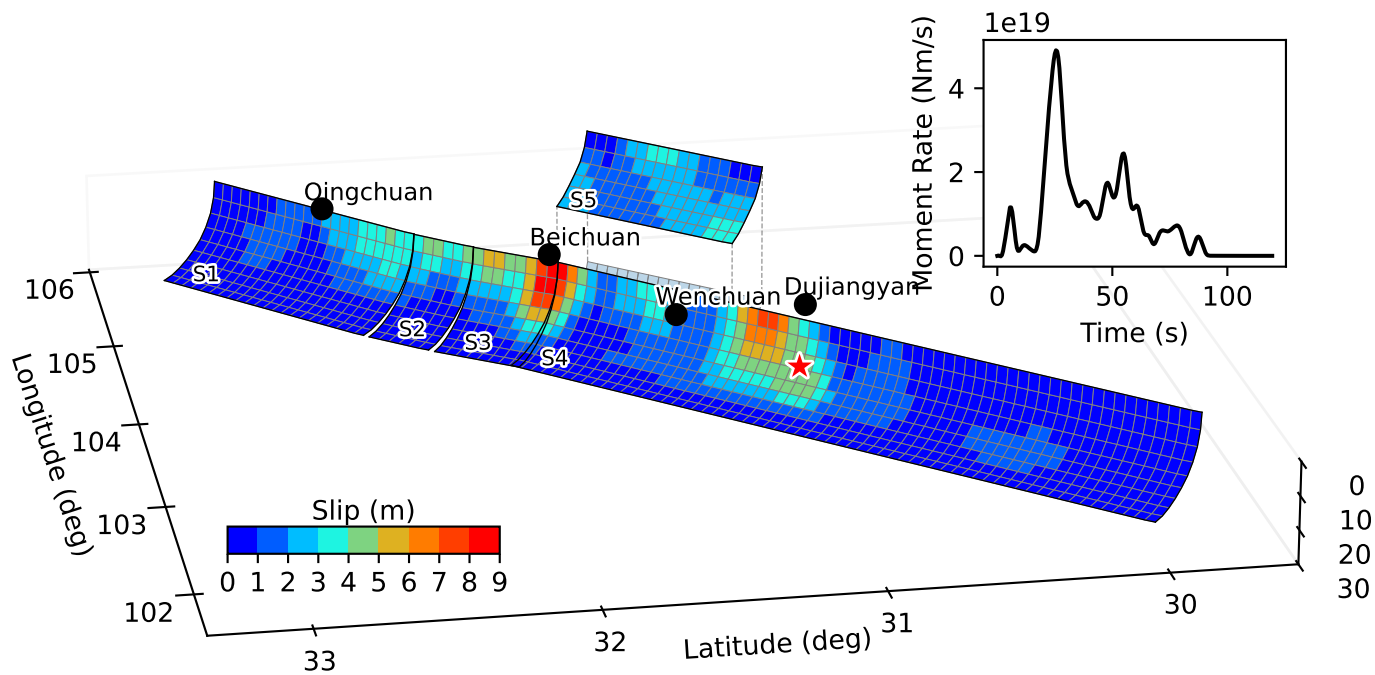 1e19
Moment Rate (Nm/s)
4
2
0
0
50
100
Time (s)
Qingchuan
S5
Beichuan
Wenchuan
Dujiangyan
S1
S2
S3
S4
106
105
104
103
102
Longitude (deg)
Slip (m)
0 1 2 3 4 5 6 7 8 9
33
32
31
30
Latitude (deg)
0
10
20
30